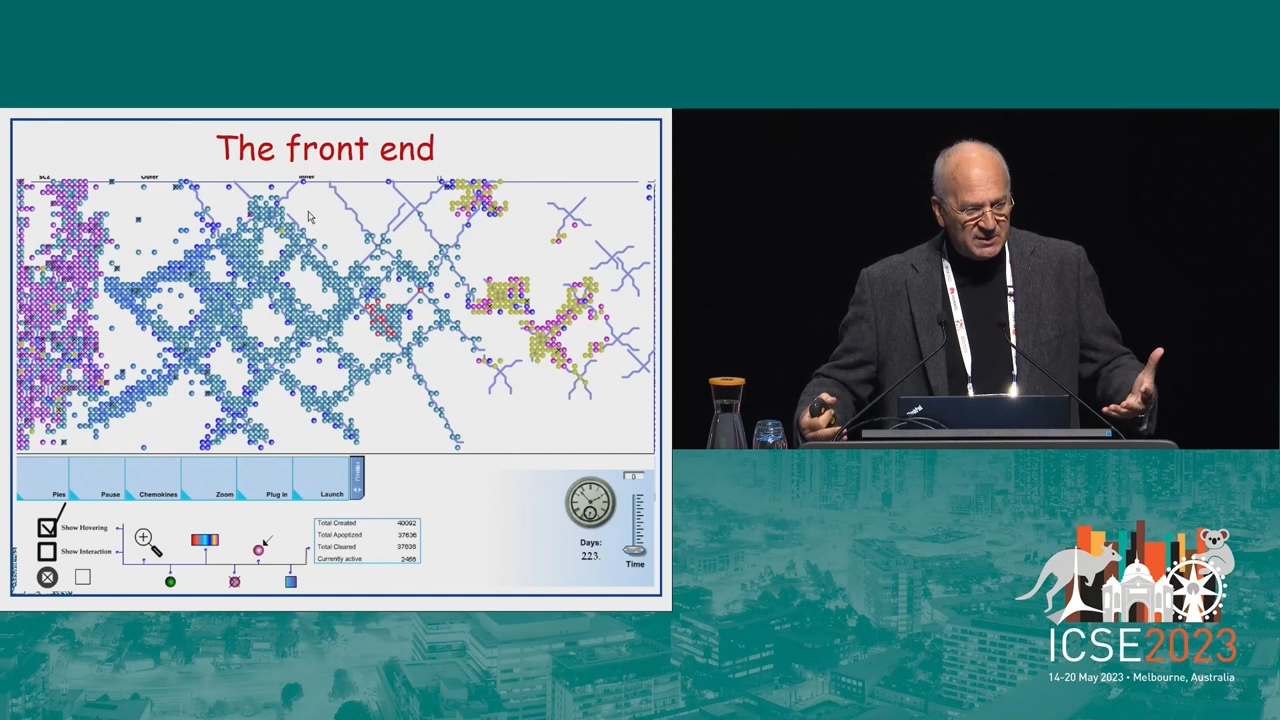 The front end
Outer
Inner
Pies
Pause
Chemokines
Zoom
Plug in
Launch
Show Hovering
Show Interaction
Total Created 40092
Total Apoptized 37636
Total Cleared 37636
Currently active 2456
0
Days:
223.
Time
ICSE2023
14-20 May 2023 • Melbourne, Australia